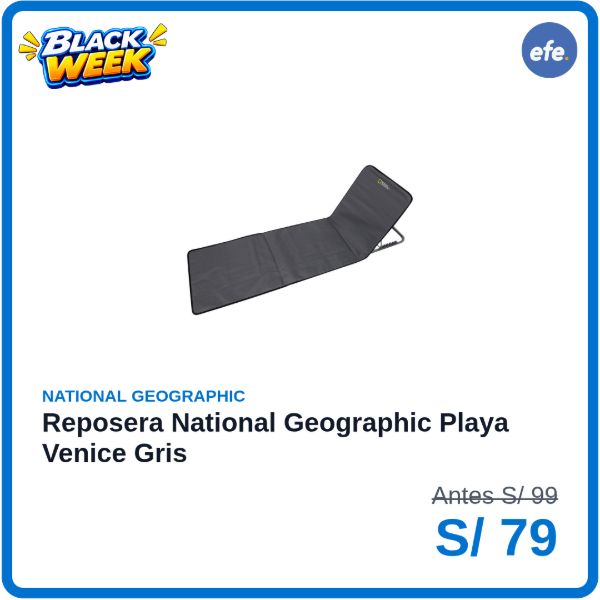 BLACK
WEEK
efe.
NATIONAL GEOGRAPHIC
Reposera National Geographic Playa
Venice Gris
Antes S/ 99
S/ 79